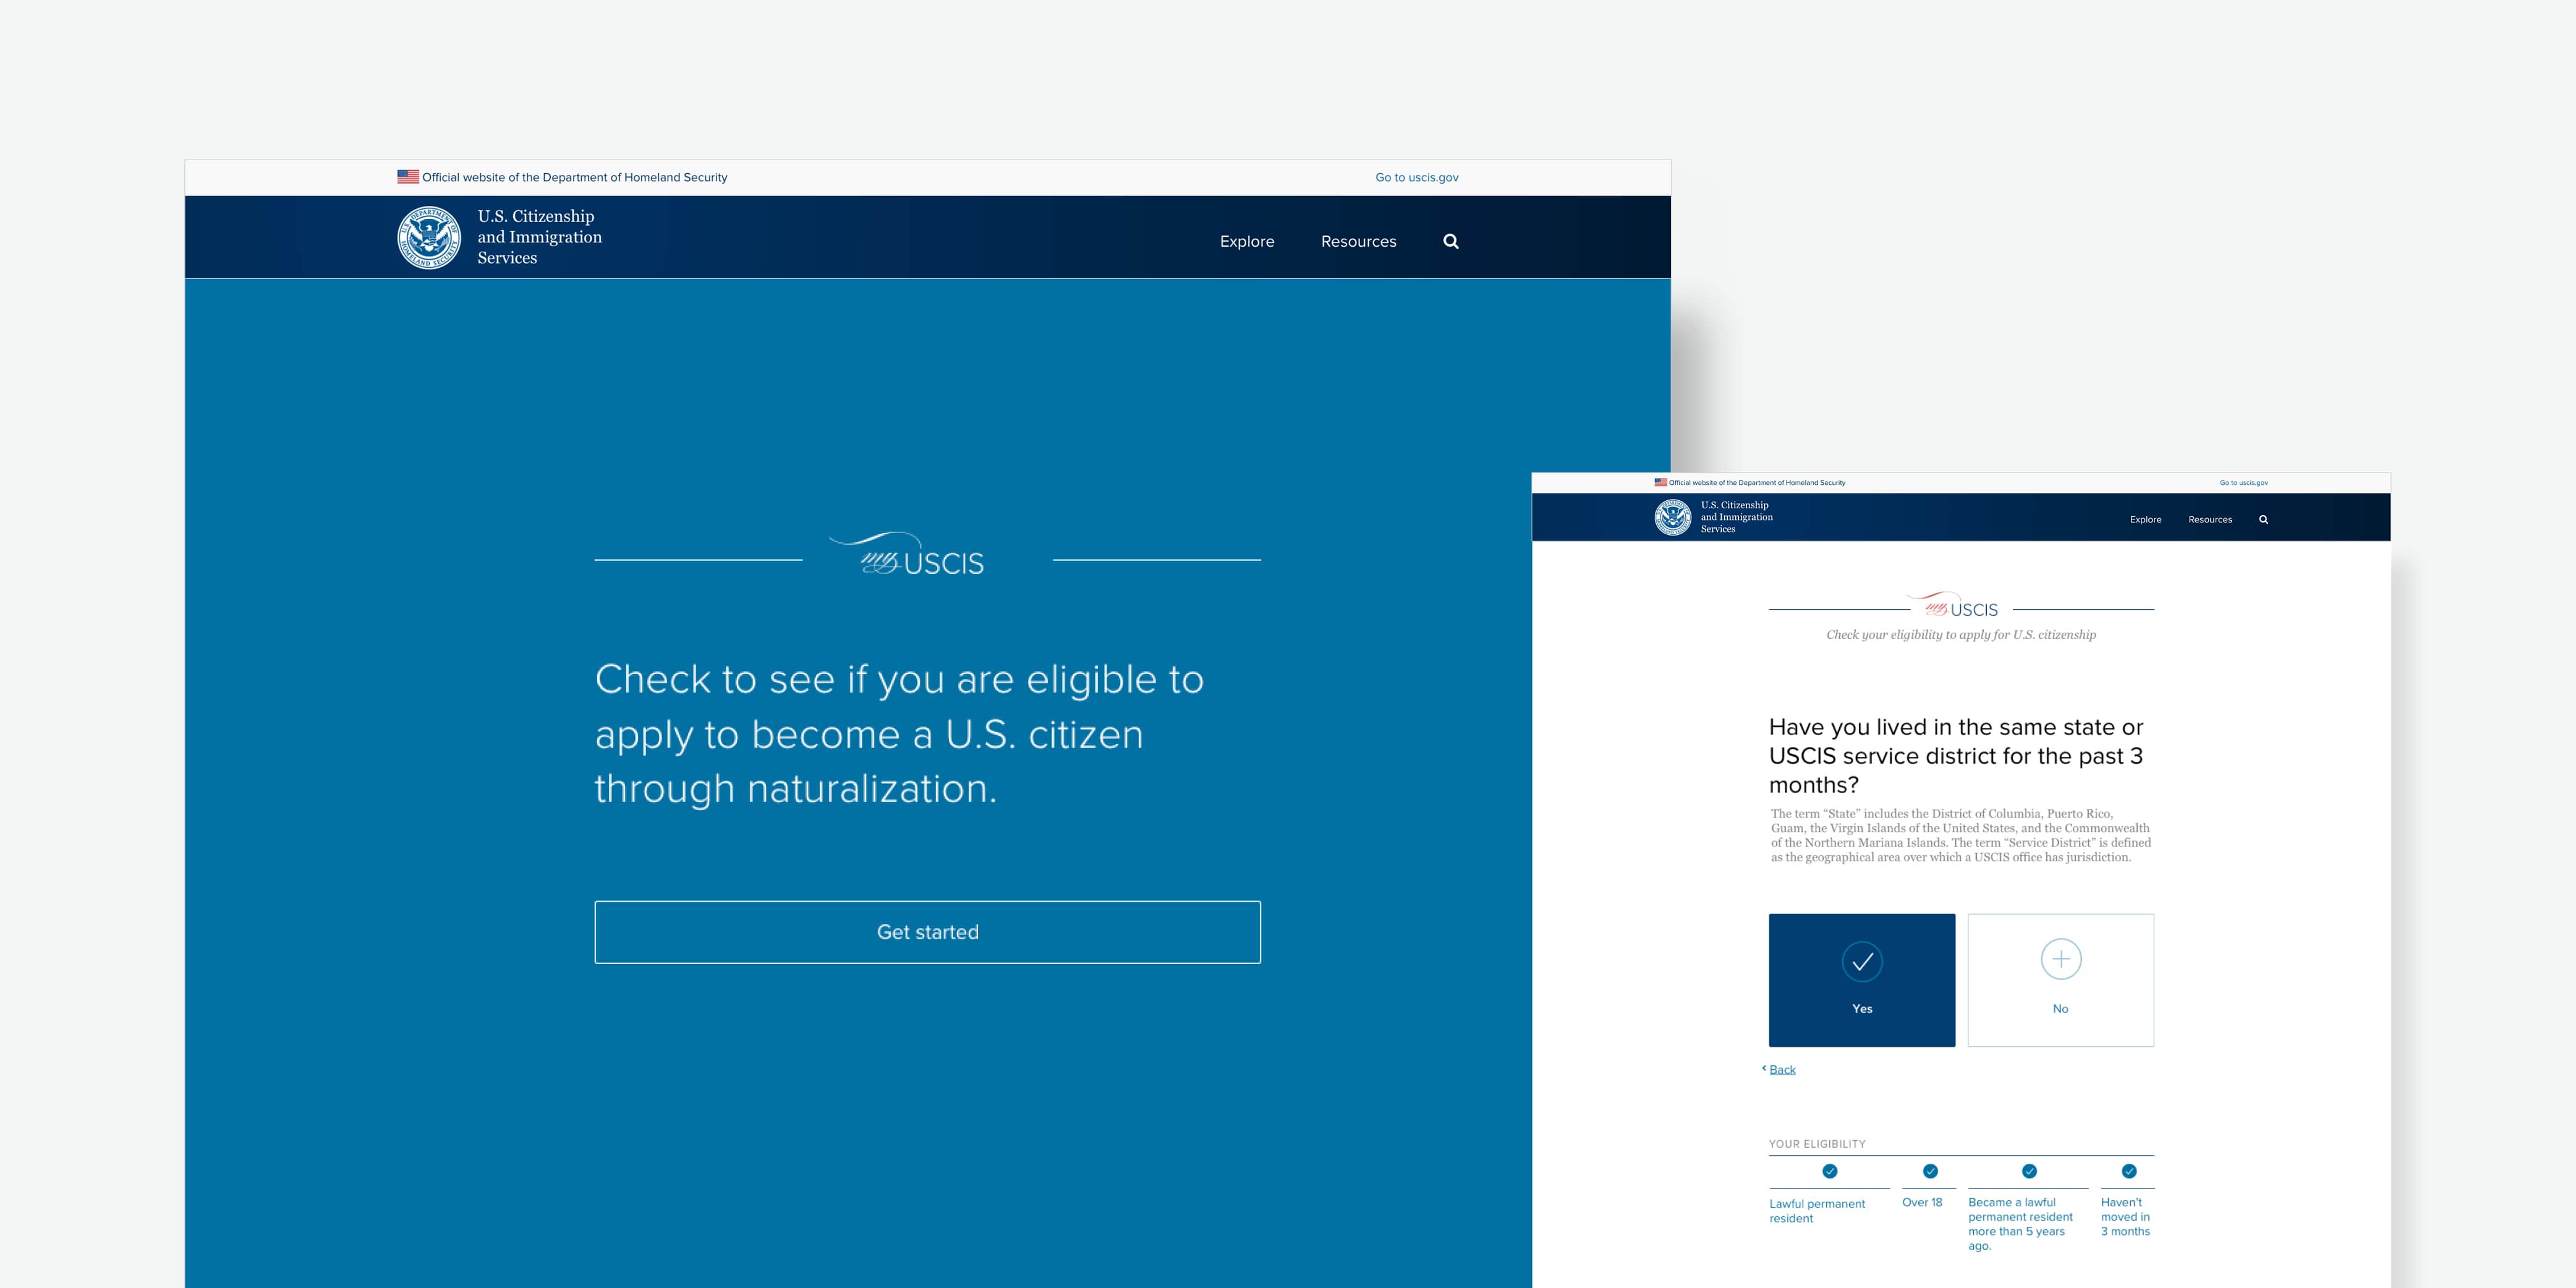 Official website of the Department of Homeland Security
Go to uscis.gov
U.S. Citizenship
and Immigration
Services
Explore
Resources
my USCIS
Check to see if you are eligible to
apply to become a U.S. citizen
through naturalization.
Get started
Official website of the Department of Homeland Security
Go to uscis.gov
U.S. Citizenship
and Immigration
Services
Explore
Resources
my USCIS
Check your eligibility to apply for U.S. citizenship
Have you lived in the same state or
USCIS service district for the past 3
months?
The term “State” includes the District of Columbia, Puerto Rico,
Guam, the Virgin Islands of the United States, and the Commonwealth
of the Northern Mariana Islands. The term “Service District” is defined
as the geographical area over which a USCIS office has jurisdiction.
Yes
No
Back
YOUR ELIGIBILITY
Lawful permanent
resident
Over 18
Became a lawful
permanent resident
more than 5 years
ago.
Haven't
moved in
3 months